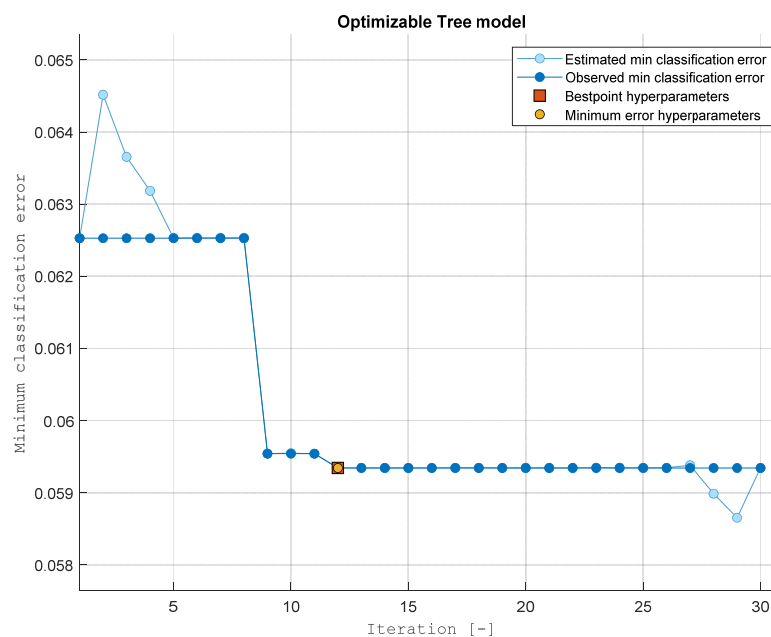 Optimizable Tree model
Estimated min classification error
Observed min classification error
Bestpoint hyperparameters
Minimum error hyperparameters
Minimum classification error
0.065
0.064
0.063
0.062
0.061
0.06
0.059
0.058
5
10
15
20
25
30
Iteration [-]